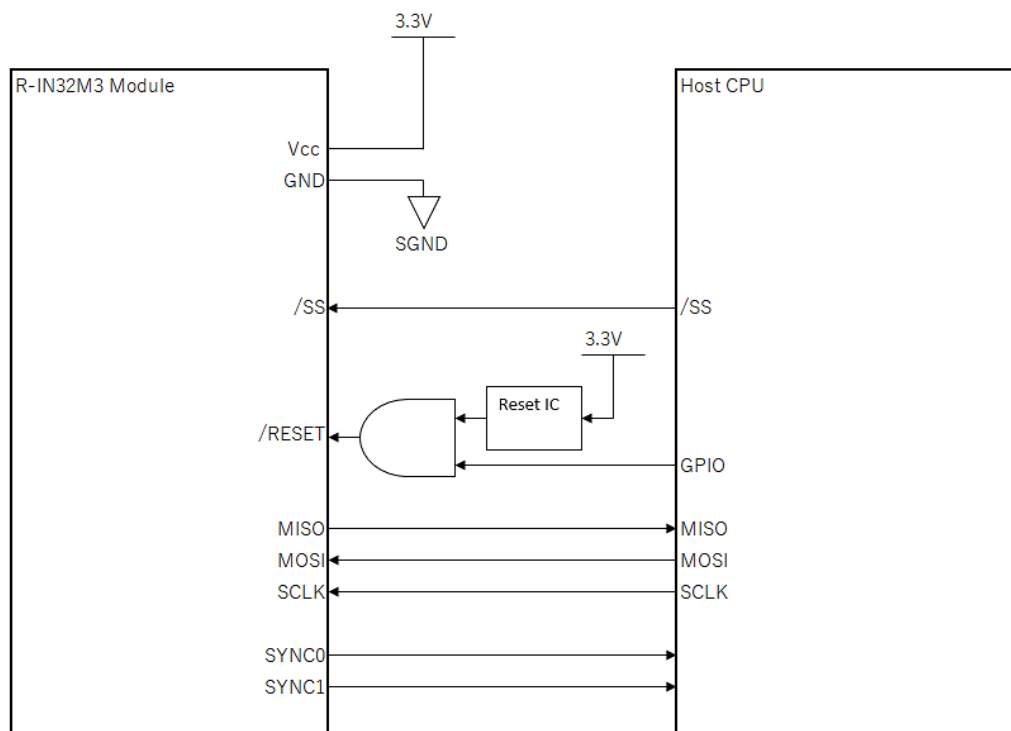 3.3V
R-IN32M3 Module
Host CPU
Vcc
GND
SGND
/SS
/SS
3.3V
Reset IC
/RESET
GPIO
MISO
MISO
MOSI
MOSI
SCLK
SCLK
SYNC0
SYNC1